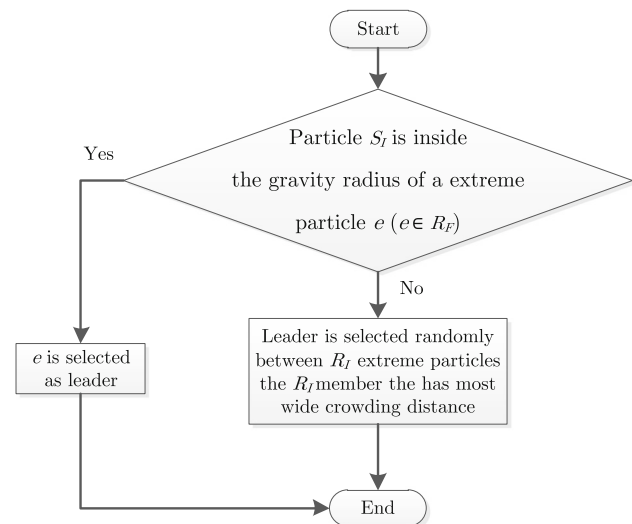 Start
Particle S_I is inside
the gravity radius of a extreme
particle e (e ∈ R_F)
Yes
No
e is selected
as leader
Leader is selected randomly
between R_I extreme particles
the R_I member the has most
wide crowding distance
End